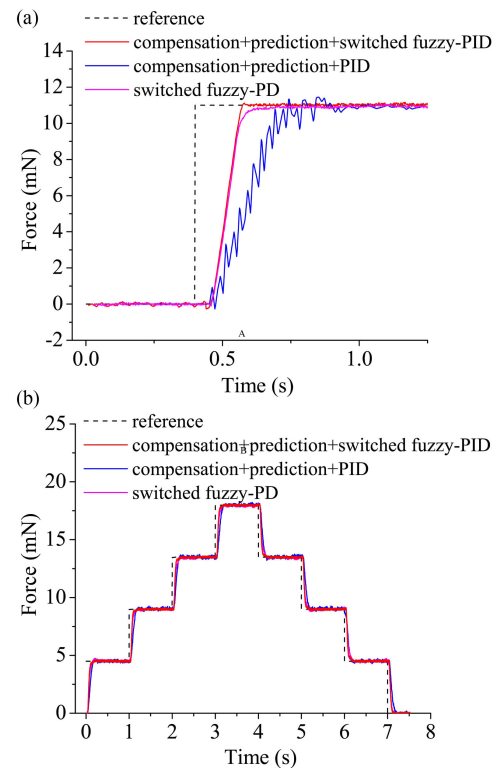 (a)
reference
compensation+prediction+switched fuzzy-PID
compensation+prediction+PID
switched fuzzy-PD
14
12
10
8
6
4
2
0
-2
Force (mN)
A
0.0 0.5 1.0
Time (s)
(b)
reference
compensation+prediction+switched fuzzy-PID
B
compensation+prediction+PID
switched fuzzy-PD
25
20
15
10
5
0
Force (mN)
0 1 2 3 4 5 6 7 8
Time (s)